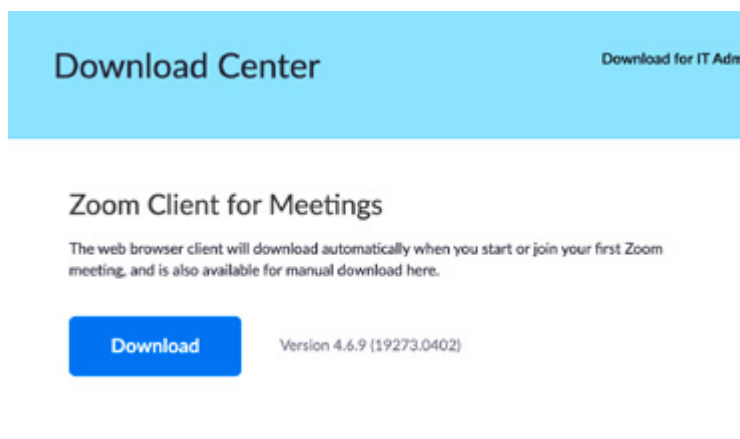 Download Center
Download for IT Adm
Zoom Client for Meetings
The web browser client will download automatically when you start or join your first Zoom
meeting, and is also available for manual download here.
Download
Version 4.6.9 (19273.0402)